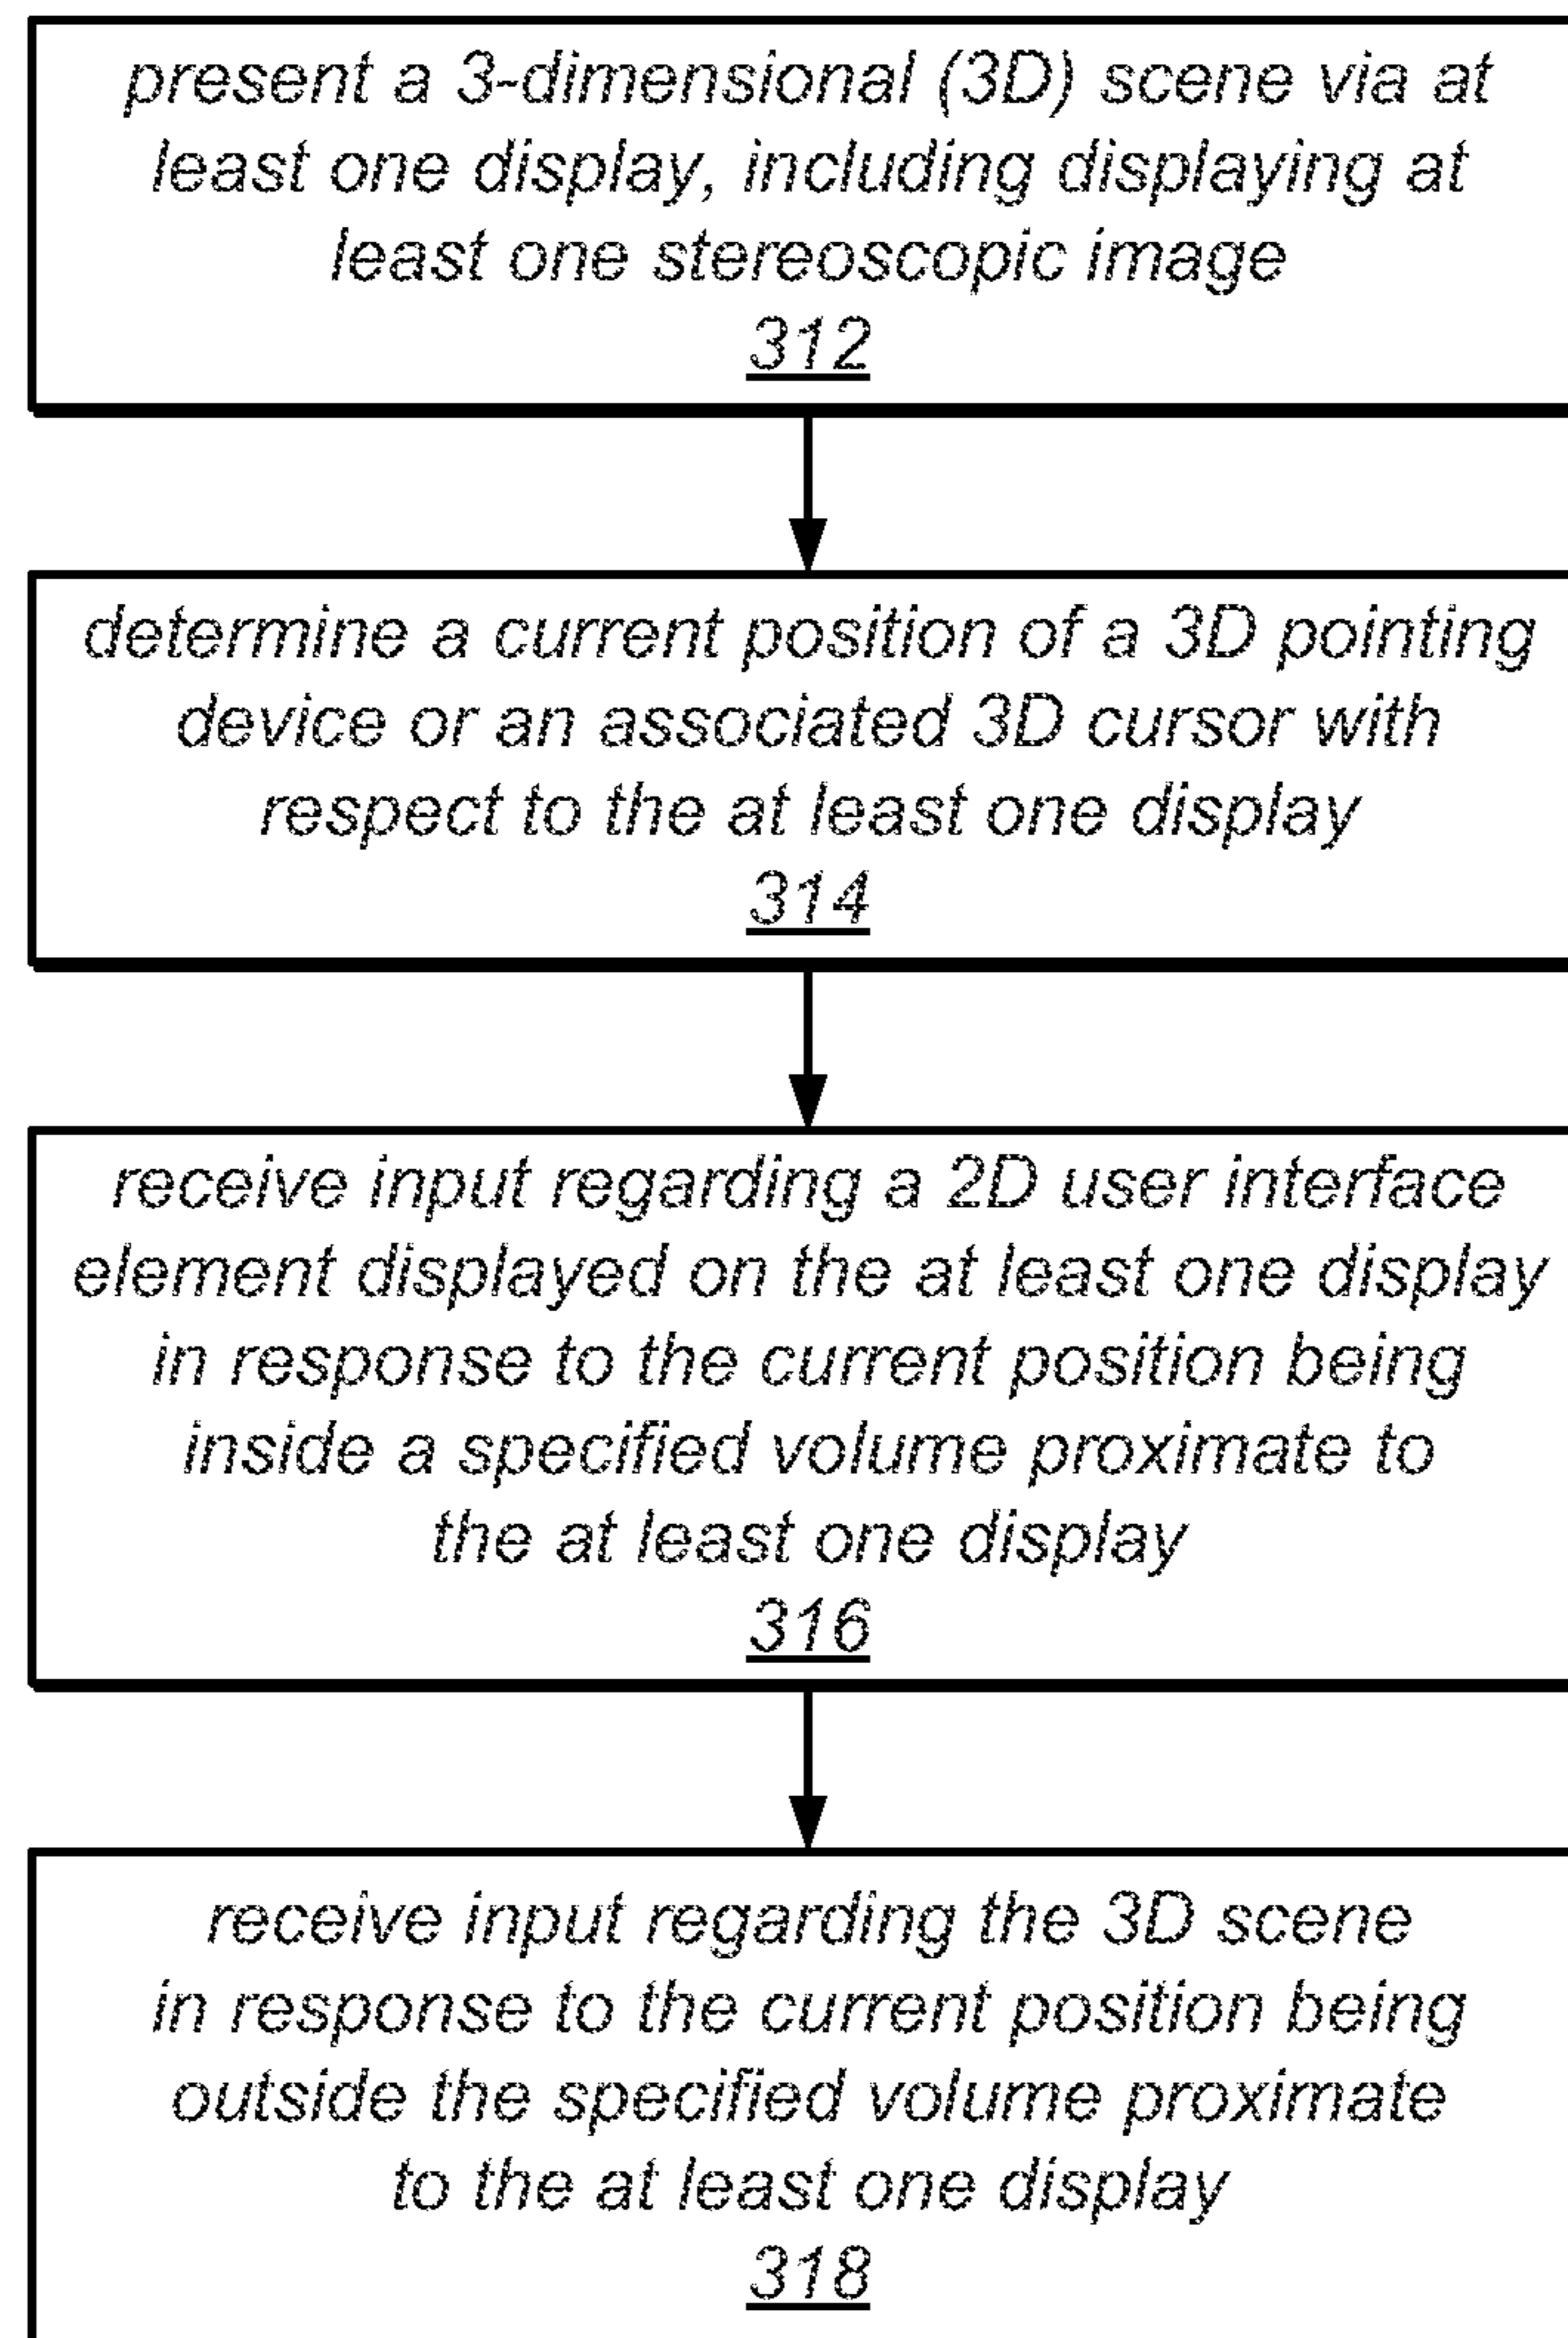 present a 3-dimensional (3D) scene via at
least one display, including displaying at
least one stereoscopic image
312
determine a current position of a 3D pointing
device or an associated 3D cursor with
respect to the at least one display
314
receive input regarding a 2D user interface
element displayed on the at least one display
in response to the current position being
inside a specified volume proximate to
the at least one display
316
receive input regarding the 3D scene
in response to the current position being
outside the specified volume proximate
to the at least one display
318